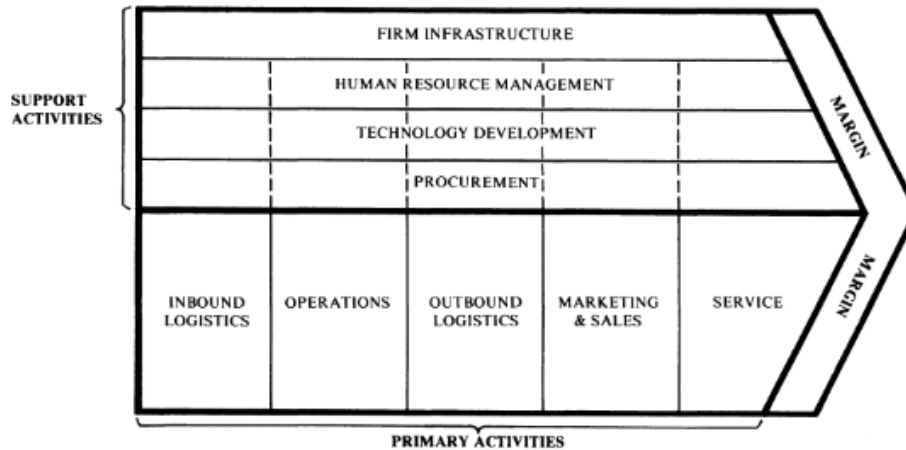 FIRM INFRASTRUCTURE
HUMAN RESOURCE MANAGEMENT
TECHNOLOGY DEVELOPMENT
PROCUREMENT
SUPPORT
ACTIVITIES
MARGIN
MARGIN
INBOUND
LOGISTICS
OPERATIONS
OUTBOUND
LOGISTICS
MARKETING
& SALES
SERVICE
PRIMARY ACTIVITIES